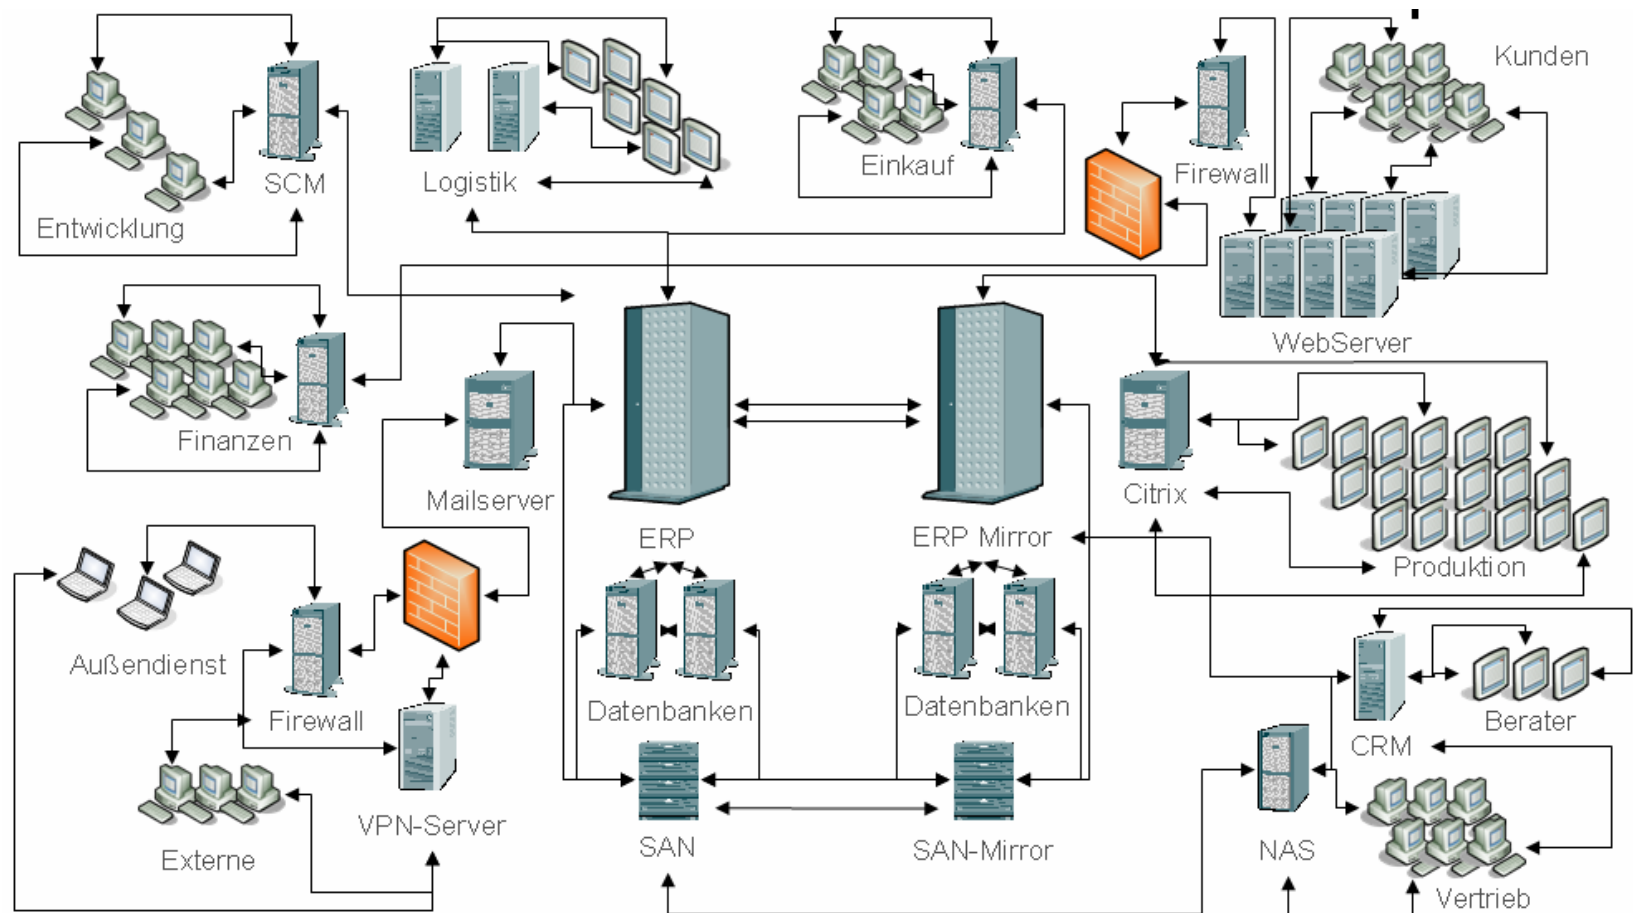 Kunden
Einkauf
Firewall
SCM
Logistik
Entwicklung
WebServer
Finanzen
Mailserver
Citrix
ERP
ERP Mirror
Produktion
Außendienst
Firewall
Datenbanken
Datenbanken
Berater
CRM
VPN-Server
Externe
SAN
SAN-Mirror
NAS
Vertrieb